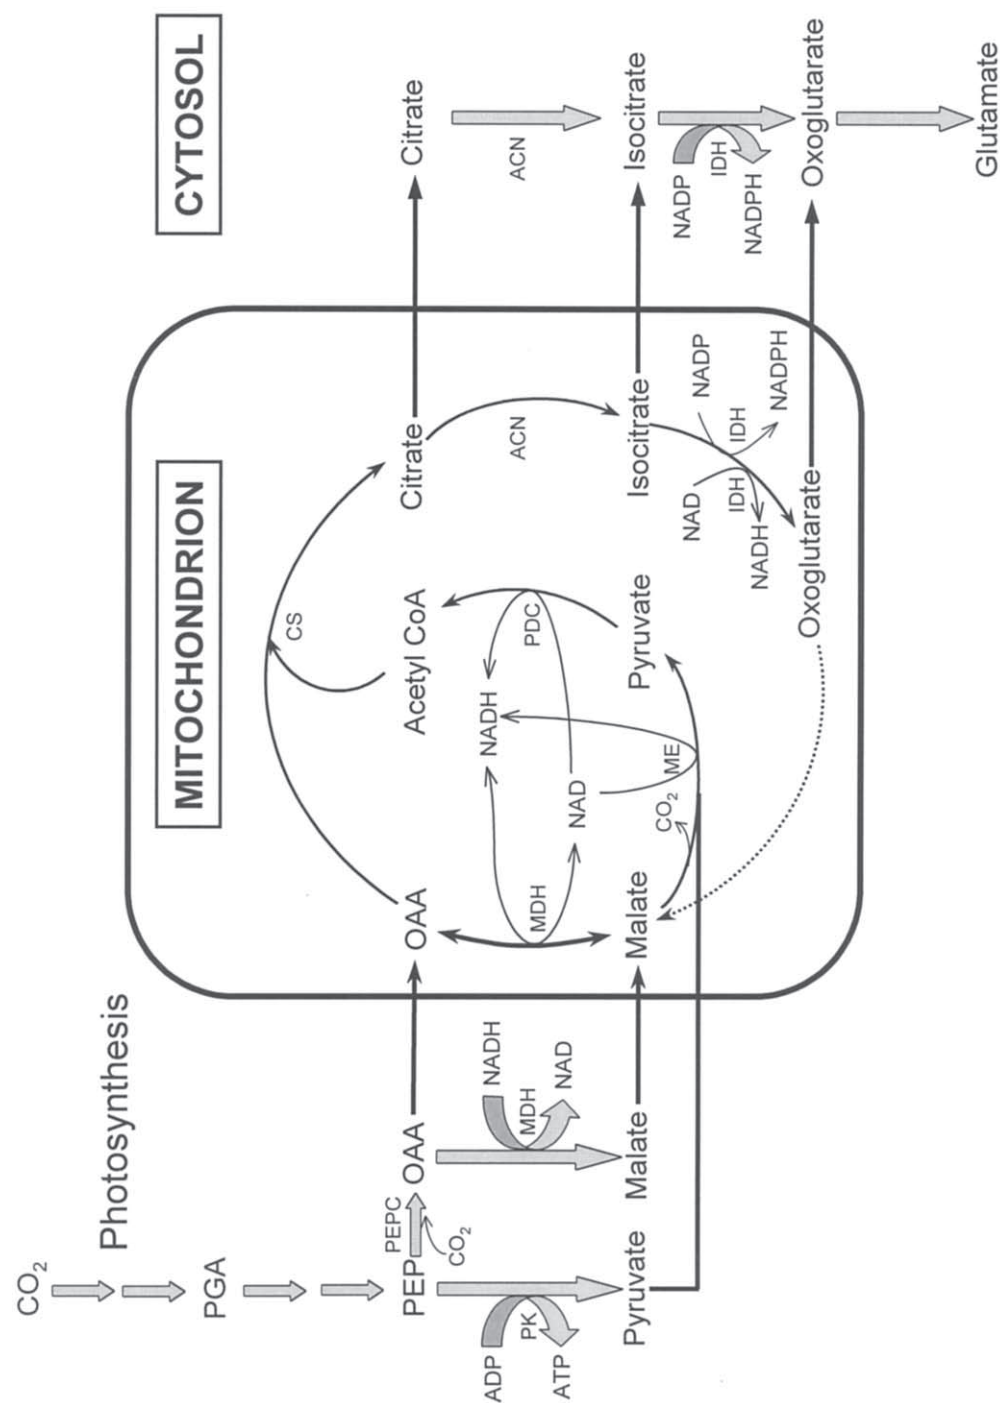 CO2
Photosynthesis
PGA
PEP
PEPC
CO2
OAA
ADP
PK
ATP
Pyruvate
NADH
MDH
NAD
Malate
MITOCHONDRION
OAA
CS
Citrate
Acetyl CoA
NADH
PDC
MDH
NAD
ME
CO2
Malate
Pyruvate
ACN
Isocitrate
NAD
IDH
NADH
NADP
IDH
NADPH
Oxoglutarate
CYTOSOL
Citrate
ACN
Isocitrate
NADP
IDH
NADPH
Oxoglutarate
Glutamate